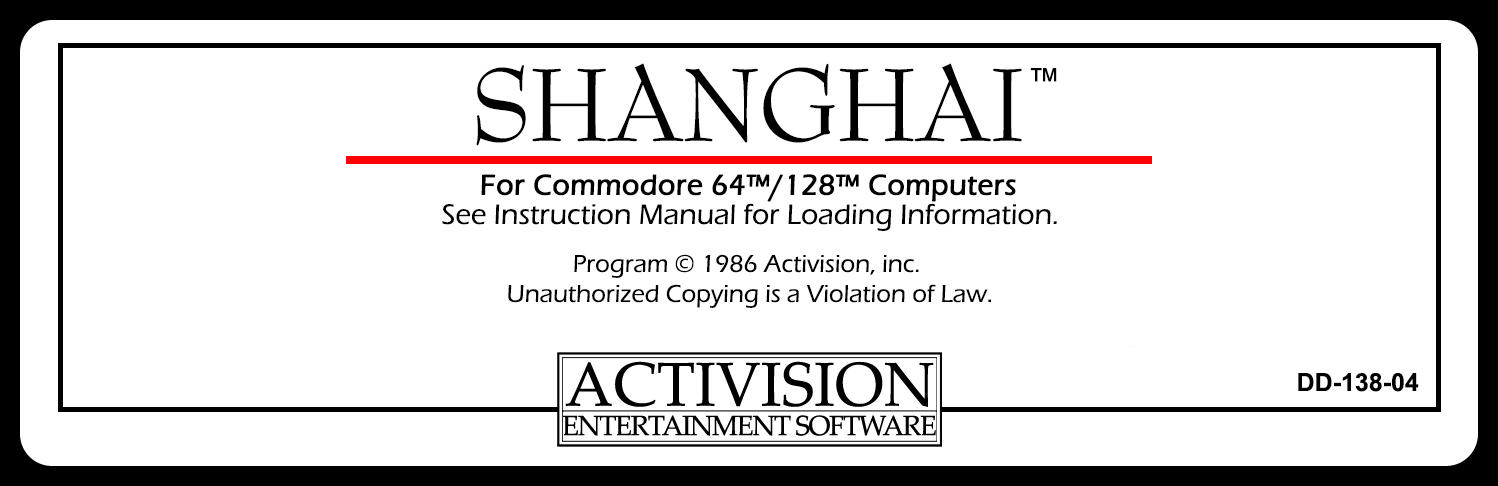 SHANGHAI™
For Commodore 64™/128™ Computers
See Instruction Manual for Loading Information.
Program © 1986 Activision, inc.
Unauthorized Copying is a Violation of Law.
DD-138-04
ACTIVISION
ENTERTAINMENT SOFTWARE